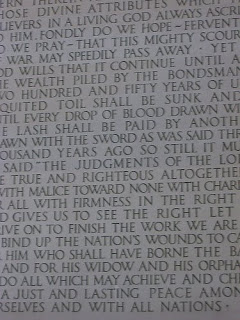 HOSE DIVINE ATTRIBUTES WHICH
LIEVERS IN A LIVING GOD ALWAYS ASCRI
O HIM. FONDLY DO WE HOPE ~ FERVENT
O WE PRAY ~ THAT THIS MIGHTY SCOUR
F WAR MAY SPEEDILY PASS AWAY · YET
OD WILLS THAT IT CONTINUE UNTIL A
HE WEALTH PILED BY THE BONDSMAN
WO HUNDRED AND FIFTY YEARS OF U
QUITED TOIL SHALL BE SUNK AND
NTIL EVERY DROP OF BLOOD DRAWN W
E LASH SHALL BE PAID BY ANOTH
AWN WITH THE SWORD AS WAS SAID THR
OUSAND YEARS AGO SO STILL IT MU
SAID "THE JUDGMENTS OF THE LO
E TRUE AND RIGHTEOUS ALTOGETHE
WITH MALICE TOWARD NONE WITH CHAR
R ALL WITH FIRMNESS IN THE RIGHT
D GIVES US TO SEE THE RIGHT LET
RIVE ON TO FINISH THE WORK WE ARE
BIND UP THE NATION'S WOUNDS TO CA
R HIM WHO SHALL HAVE BORNE THE BA
AND FOR HIS WIDOW AND HIS ORPHA
DO ALL WHICH MAY ACHIEVE AND CH
A JUST AND LASTING PEACE AMON
RSELVES AND WITH ALL NATIONS·